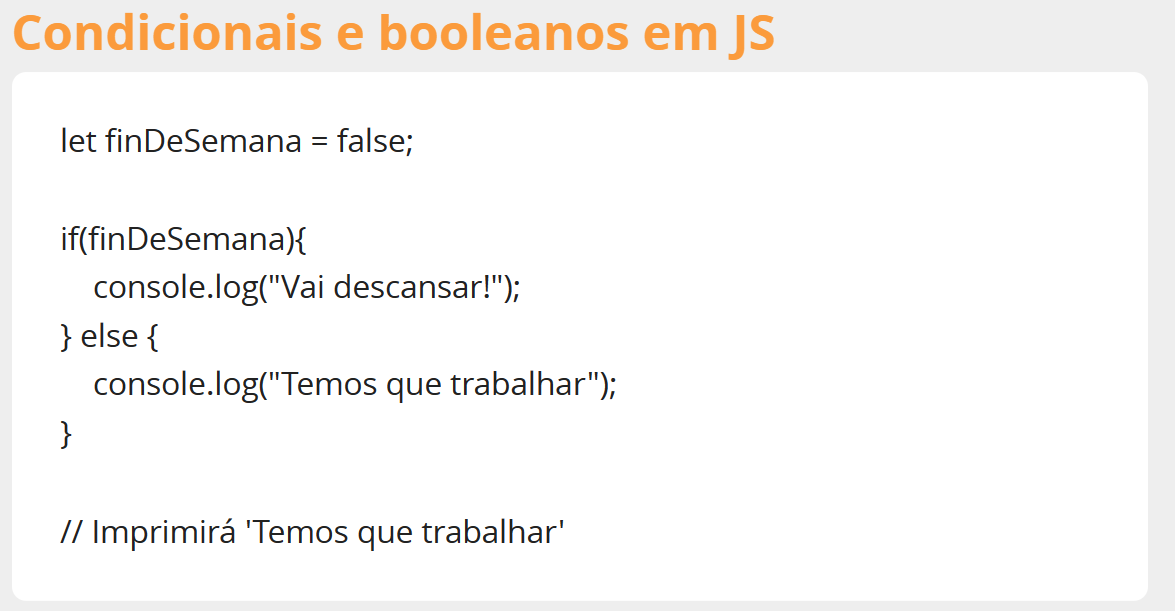 Condicionais e booleanos em JS
let finDeSemana = false;
if(finDeSemana){
console.log("Vai descansar!");
} else {
console.log("Temos que trabalhar");
}
// Imprimirá 'Temos que trabalhar'